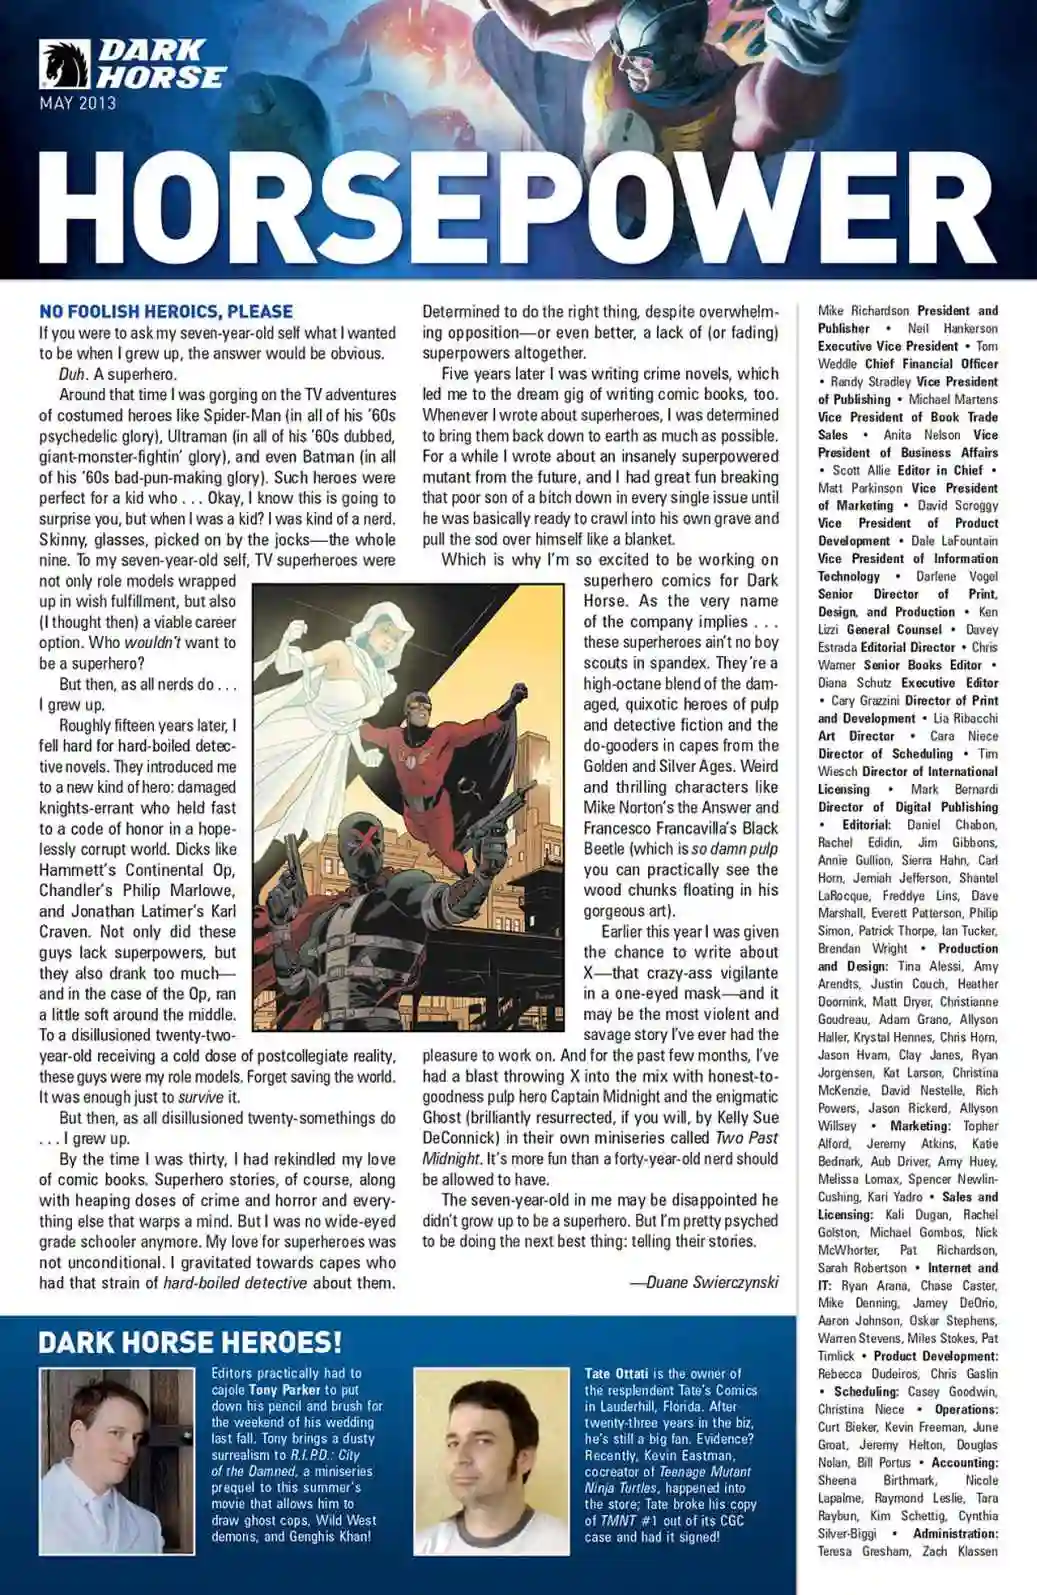 DARK
HORSE
MAY 2013
HORSEPOWER
NO FOOLISH HEROICS, PLEASE
If you were to ask my seven-year-old self what I wanted
to be when I grew up, the answer would be obvious.
Duh. A superhero.
Around that time I was gorging on the TV adventures
of costumed heroes like Spider-Man (in all of his ’60s
psychedelic glory), Ultraman (in all of his ’60s dubbed,
giant-monster-fightin’ glory), and even Batman (in all
of his ’60s bad-pun-making glory). Such heroes were
perfect for a kid who . . . Okay, I know this is going to
surprise you, but when I was a kid? I was kind of a nerd.
Skinny, glasses, picked on by the jocks—the whole
nine. To my seven-year-old self, TV superheroes were
not only role models wrapped
up in wish fulfillment, but also
(I thought then) a viable career
option. Who wouldn’t want to
be a superhero?
But then, as all nerds do . . .
I grew up.
Roughly fifteen years later, I
fell hard for hard-boiled detec-
tive novels. They introduced me
to a new kind of hero: damaged
knights-errant who held fast
to a code of honor in a hope-
lessly corrupt world. Dicks like
Hammett’s Continental Op,
Chandler’s Philip Marlowe,
and Jonathan Latimer’s Karl
Craven. Not only did these
guys lack superpowers, but
they also drank too much—
and in the case of the Op, ran
a little soft around the middle.
To a disillusioned twenty-two-
year-old receiving a cold dose of postcollegiate reality,
these guys were my role models. Forget saving the world.
It was enough just to survive it.
But then, as all disillusioned twenty-somethings do
. . . I grew up.
By the time I was thirty, I had rekindled my love
of comic books. Superhero stories, of course, along
with heaping doses of crime and horror and every-
thing else that warps a mind. But I was no wide-eyed
grade schooler anymore. My love for superheroes was
not unconditional. I gravitated towards capes who
had that strain of hard-boiled detective about them.
Determined to do the right thing, despite overwhelm-
ing opposition—or even better, a lack of (or fading)
superpowers altogether.
Five years later I was writing crime novels, which
led me to the dream gig of writing comic books, too.
Whenever I wrote about superheroes, I was determined
to bring them back down to earth as much as possible.
For a while I wrote about an insanely superpowered
mutant from the future, and I had great fun breaking
that poor son of a bitch down in every single issue until
he was basically ready to crawl into his own grave and
pull the sod over himself like a blanket.
Which is why I’m so excited to be working on
superhero comics for Dark
Horse. As the very name
of the company implies . . .
these superheroes ain’t no boy
scouts in spandex. They’re a
high-octane blend of the dam-
aged, quixotic heroes of pulp
and detective fiction and the
do-gooders in capes from the
Golden and Silver Ages. Weird
and thrilling characters like
Mike Norton’s the Answer and
Francesco Francavilla’s Black
Beetle (which is so damn pulp
you can practically see the
wood chunks floating in his
gorgeous art).
Earlier this year I was given
the chance to write about
X—that crazy-ass vigilante
in a one-eyed mask—and it
may be the most violent and
savage story I’ve ever had the
pleasure to work on. And for the past few months, I’ve
had a blast throwing X into the mix with honest-to-
goodness pulp hero Captain Midnight and the enigmatic
Ghost (brilliantly resurrected, if you will, by Kelly Sue
DeConnick) in their own miniseries called Two Past
Midnight. It’s more fun than a forty-year-old nerd should
be allowed to have.
The seven-year-old in me may be disappointed he
didn’t grow up to be a superhero. But I’m pretty psyched
to be doing the next best thing: telling their stories.
—Duane Swierczynski
Mike Richardson President and
Publisher • Neil Hankerson
Executive Vice President • Tom
Weddle Chief Financial Officer
• Randy Stradley Vice President
of Publishing • Michael Martens
Vice President of Book Trade
Sales • Anita Nelson Vice
President of Business Affairs
• Scott Allie Editor in Chief •
Matt Parkinson Vice President
of Marketing • David Scroggy
Vice President of Product
Development • Dale LaFountain
Vice President of Information
Technology • Darlene Vogel
Senior Director of Print,
Design, and Production • Ken
Lizzi General Counsel • Davey
Estrada Editorial Director • Chris
Warner Senior Books Editor •
Diana Schutz Executive Editor
• Cary Grazzini Director of Print
and Development • Lia Ribacchi
Art Director • Cara Niece
Director of Scheduling • Tim
Wiesch Director of International
Licensing • Mark Bernardi
Director of Digital Publishing
• Editorial: Daniel Chabon,
Rachel Edidin, Jim Gibbons,
Annie Gullion, Sierra Hahn, Carl
Horn, Jemiah Jefferson, Shantel
LaRocque, Freddye Lins, Dave
Marshall, Everett Patterson, Philip
Simon, Patrick Thorpe, Ian Tucker,
Brendan Wright • Production
and Design: Tina Alessi, Amy
Arendts, Justin Couch, Heather
Doornink, Matt Dryer, Christianne
Goudreau, Adam Grano, Allyson
Haller, Krystal Hennes, Chris Horn,
Jason Hvam, Clay Janes, Ryan
Jorgensen, Kat Larson, Christina
McKenzie, David Nestelle, Rich
Powers, Jason Rickerd, Allyson
Willsey • Marketing: Topher
Alford, Jeremy Atkins, Katie
Bednark, Aub Driver, Amy Huey,
Melissa Lomax, Spencer Newlin-
Cushing, Kari Yadro • Sales and
Licensing: Kali Dugan, Rachel
Golston, Michael Gombos, Nick
McWhorter, Pat Richardson,
Sarah Robertson • Internet and
IT: Ryan Arana, Chase Caster,
Mike Denning, Jamey DeOrio,
Aaron Johnson, Oskar Stephens,
Warren Stevens, Miles Stokes, Pat
Timlick • Product Development:
Rebecca Dudeiros, Chris Gaslin
• Scheduling: Casey Goodwin,
Christina Niece • Operations:
Curt Bieker, Kevin Freeman, June
Groat, Jeremy Helton, Douglas
Nolan, Bill Portus • Accounting:
Sheena Birthmark, Nicole
Lapalme, Raymond Leslie, Tara
Raybun, Kim Schettig, Cynthia
Silver-Biggi • Administration:
Teresa Gresham, Zach Klassen
DARK HORSE HEROES!
Editors practically had to
cajole Tony Parker to put
down his pencil and brush for
the weekend of his wedding
last fall. Tony brings a dusty
surrealism to R.I.P.D.: City
of the Damned, a miniseries
prequel to this summer’s
movie that allows him to
draw ghost cops, Wild West
demons, and Genghis Khan!
Tate Ottati is the owner of
the resplendent Tate’s Comics
in Lauderhill, Florida. After
twenty-three years in the biz,
he’s still a big fan. Evidence?
Recently, Kevin Eastman,
cocreator of Teenage Mutant
Ninja Turtles, happened into
the store; Tate broke his copy
of TMNT #1 out of its CGC
case and had it signed!